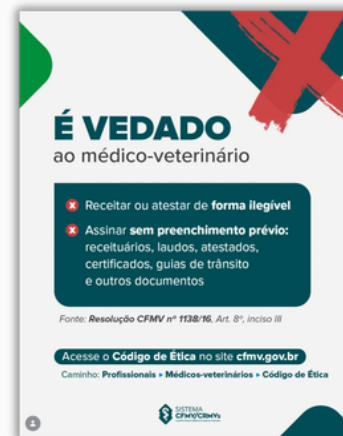 É VEDADO
ao médico-veterinário
Receitar ou atestar de forma ilegível
Assinar sem preenchimento prévio:
receituários, laudos, atestados,
certificados, guias de trânsito
e outros documentos
Fonte: Resolução CFMV nº 1138/16, Art. 8º, inciso III
Acesse o Código de Ética no site cfmv.gov.br
Caminho: Profissionais ▸ Médicos-veterinários ▸ Código de Ética
SISTEMA
CFMV/CRMVs